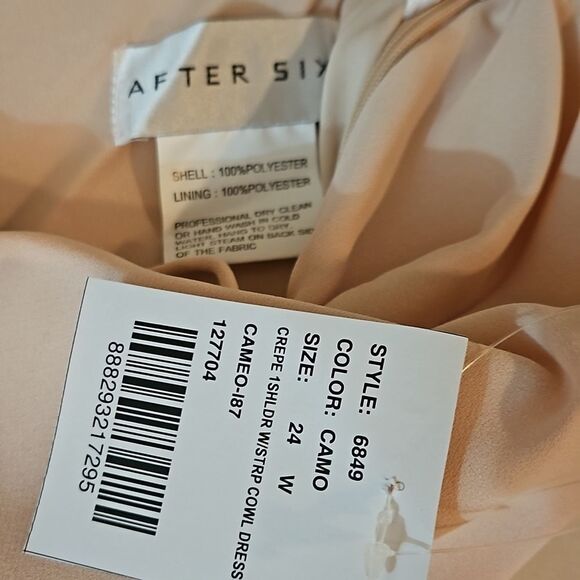 AFTER SIX
SHELL : 100%POLYESTER
LINING : 100%POLYESTER
PROFESSIONAL DRY CLEAN
OR HAND WASH IN COLD
WATER, HANG TO DRY.
LIGHT STEAM ON BACK SIDE
OF THE FABRIC
STYLE: 6849
COLOR: CAMO
SIZE: 24 W
CREPE 1SHLDR W/STRP COWL DRESS
CAMEO-I87
127704
888293217295